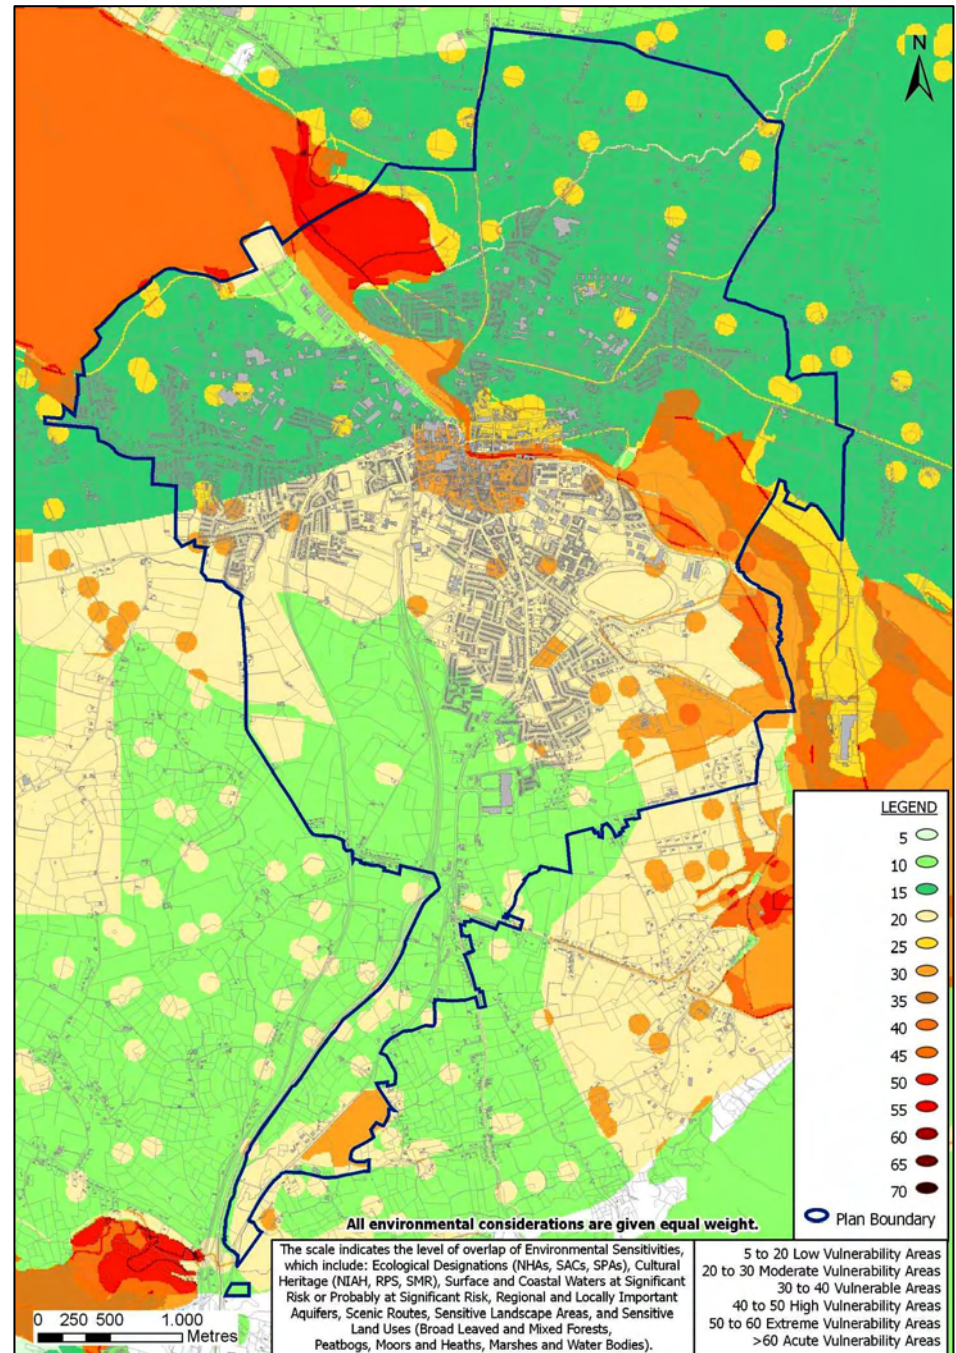 N
LEGEND
5
10
15
20
25
30
35
40
45
50
55
60
65
70
Plan Boundary
All environmental considerations are given equal weight.
The scale indicates the level of overlap of Environmental Sensitivities,
which include: Ecological Designations (NHAs, SACs, SPAs), Cultural
Heritage (NIAH, RPS, SMR), Surface and Coastal Waters at Significant
Risk or Probably at Significant Risk, Regional and Locally Important
Aquifers, Scenic Routes, Sensitive Landscape Areas, and Sensitive
Land Uses (Broad Leaved and Mixed Forests,
Peatbogs, Moors and Heaths, Marshes and Water Bodies).
5 to 20 Low Vulnerability Areas
20 to 30 Moderate Vulnerability Areas
30 to 40 Vulnerable Areas
40 to 50 High Vulnerability Areas
50 to 60 Extreme Vulnerability Areas
>60 Acute Vulnerability Areas
0 250 500 1.000
Metres